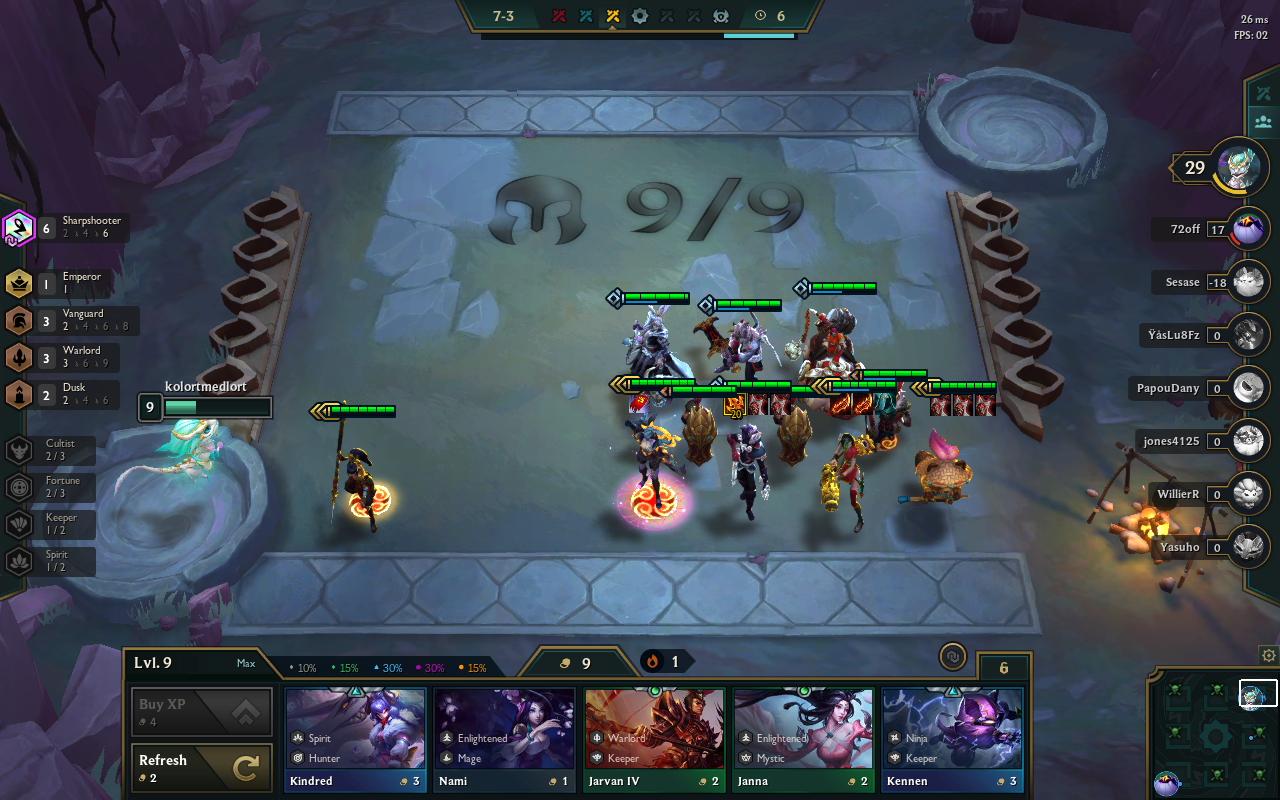 7-3
6
26 ms
FPS: 02
9/9
29
72off 17
Sesase -18
ŸåsLu8Fz 0
PapouDany 0
jones4125 0
WillierR 0
Yasuho 0
6 Sharpshooter
2 4 6
1 Emperor
1
3 Vanguard
2 4 6 8
3 Warlord
3 6 9
2 Dusk
2 4 6
Cultist
2 / 3
Fortune
2 / 3
Keeper
1 / 2
Spirit
1 / 2
kolortmedlort
9
20
Lvl. 9 Max
10% 15% 30% 30% 15%
9
1
6
Buy XP
4
Refresh
2
Spirit
Hunter
Kindred 3
Enlightened
Mage
Nami 1
Warlord
Keeper
Jarvan IV 2
Enlightened
Mystic
Janna 2
Ninja
Keeper
Kennen 3